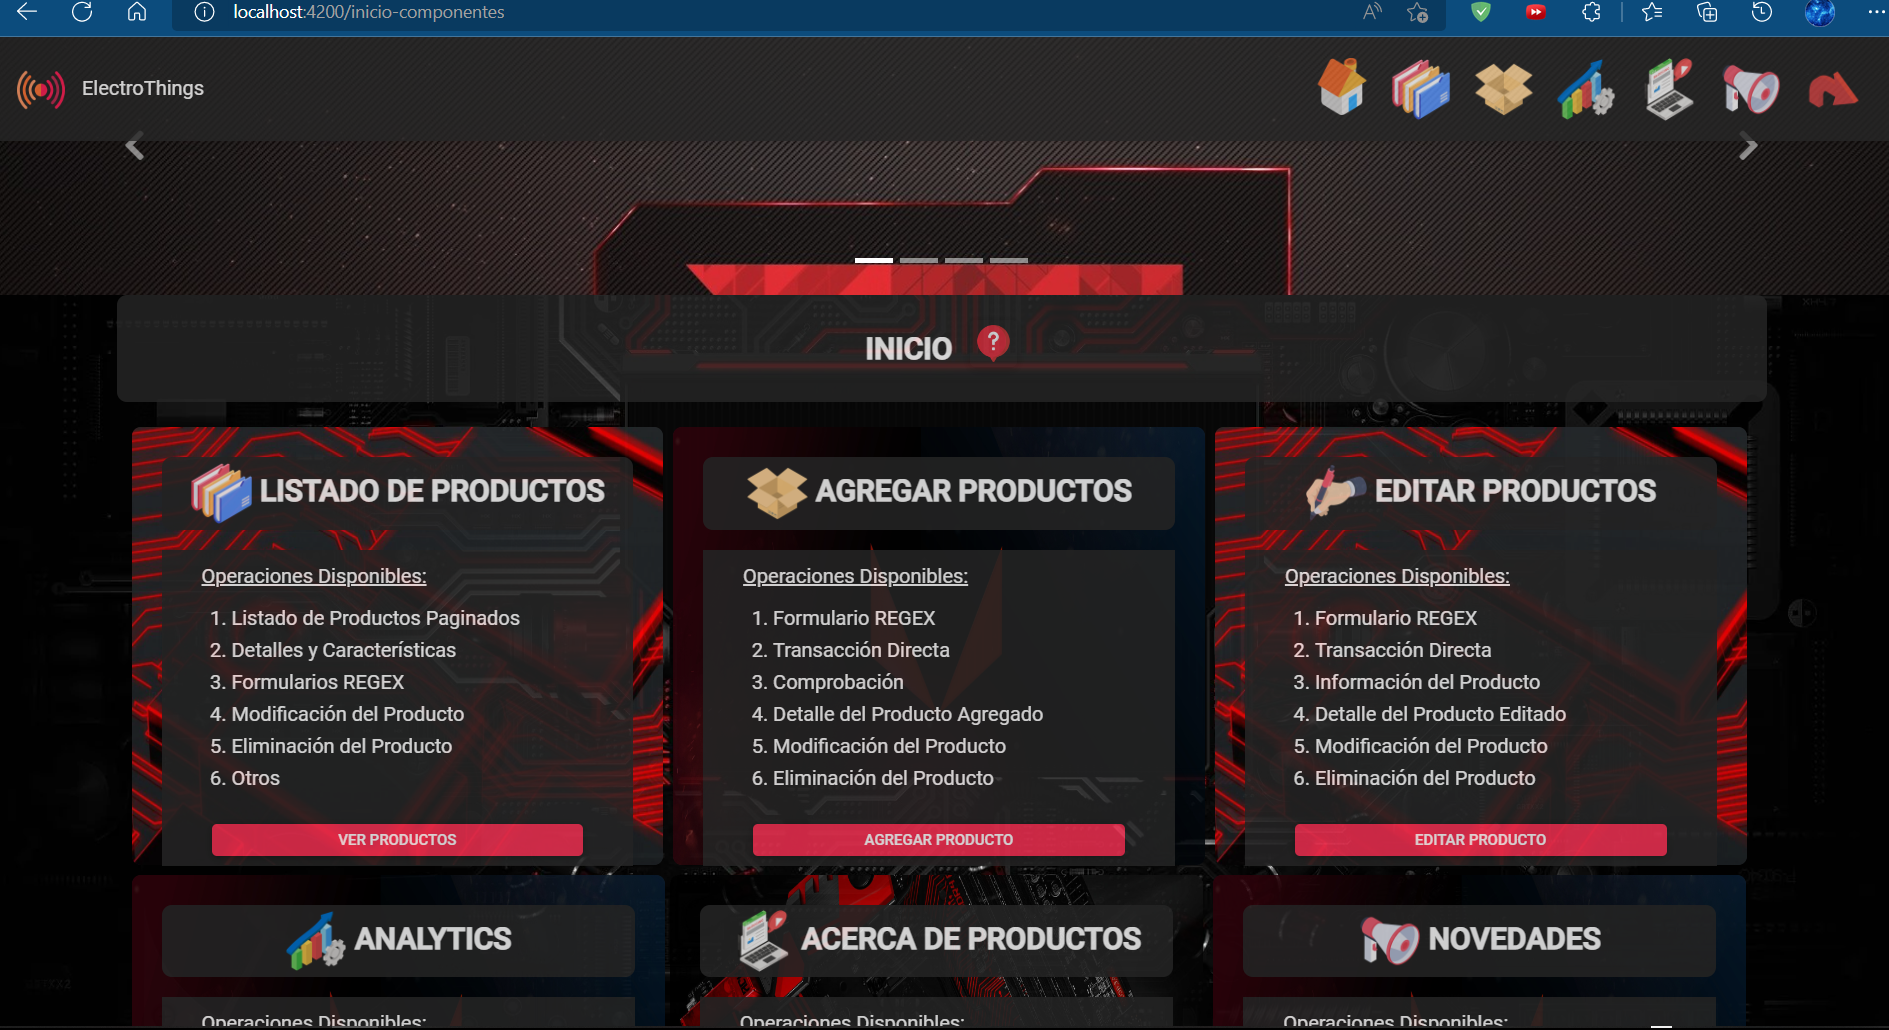 localhost:4200/inicio-componentes
ElectroThings
INICIO ?
LISTADO DE PRODUCTOS
Operaciones Disponibles:
1. Listado de Productos Paginados
2. Detalles y Características
3. Formularios REGEX
4. Modificación del Producto
5. Eliminación del Producto
6. Otros
VER PRODUCTOS
AGREGAR PRODUCTOS
Operaciones Disponibles:
1. Formulario REGEX
2. Transacción Directa
3. Comprobación
4. Detalle del Producto Agregado
5. Modificación del Producto
6. Eliminación del Producto
AGREGAR PRODUCTO
EDITAR PRODUCTOS
Operaciones Disponibles:
1. Formulario REGEX
2. Transacción Directa
3. Información del Producto
4. Detalle del Producto Editado
5. Modificación del Producto
6. Eliminación del Producto
EDITAR PRODUCTO
ANALYTICS
Operaciones Disponibles:
ACERCA DE PRODUCTOS
Operaciones Disponibles:
NOVEDADES
Operaciones Disponibles: